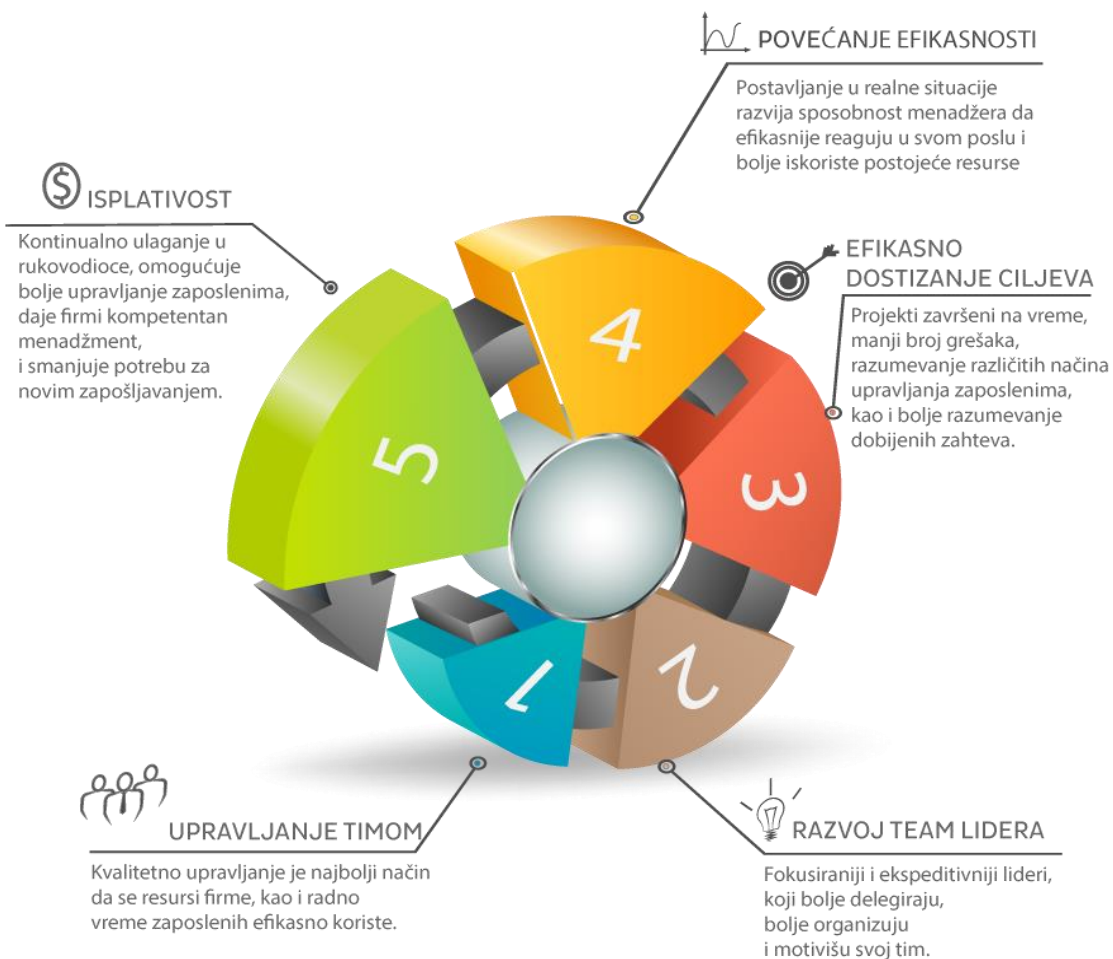 POVEĆANJE EFIKASNOSTI
Postavljanje u realne situacije
razvija sposobnost menadžera da
efikasnije reaguju u svom poslu i
bolje iskoriste postojeće resurse
$ ISPLATIVOST
Kontinualno ulaganje u
rukovodioce, omogućuje
bolje upravljanje zaposlenima,
daje firmi kompetentan
menadžment,
i smanjuje potrebu za
novim zapošljavanjem.
EFIKASNO
DOSTIZANJE CILJEVA
Projekti završeni na vreme,
manji broj grešaka,
razumevanje različitih načina
upravljanja zaposlenima,
kao i bolje razumevanje
dobijenih zahteva.
4
5
3
1
2
UPRAVLJANJE TIMOM
Kvalitetno upravljanje je najbolji način
da se resursi firme, kao i radno
vreme zaposlenih efikasno koriste.
RAZVOJ TEAM LIDERA
Fokusiraniji i ekspeditivniji lideri,
koji bolje delegiraju,
bolje organizuju
i motivišu svoj tim.